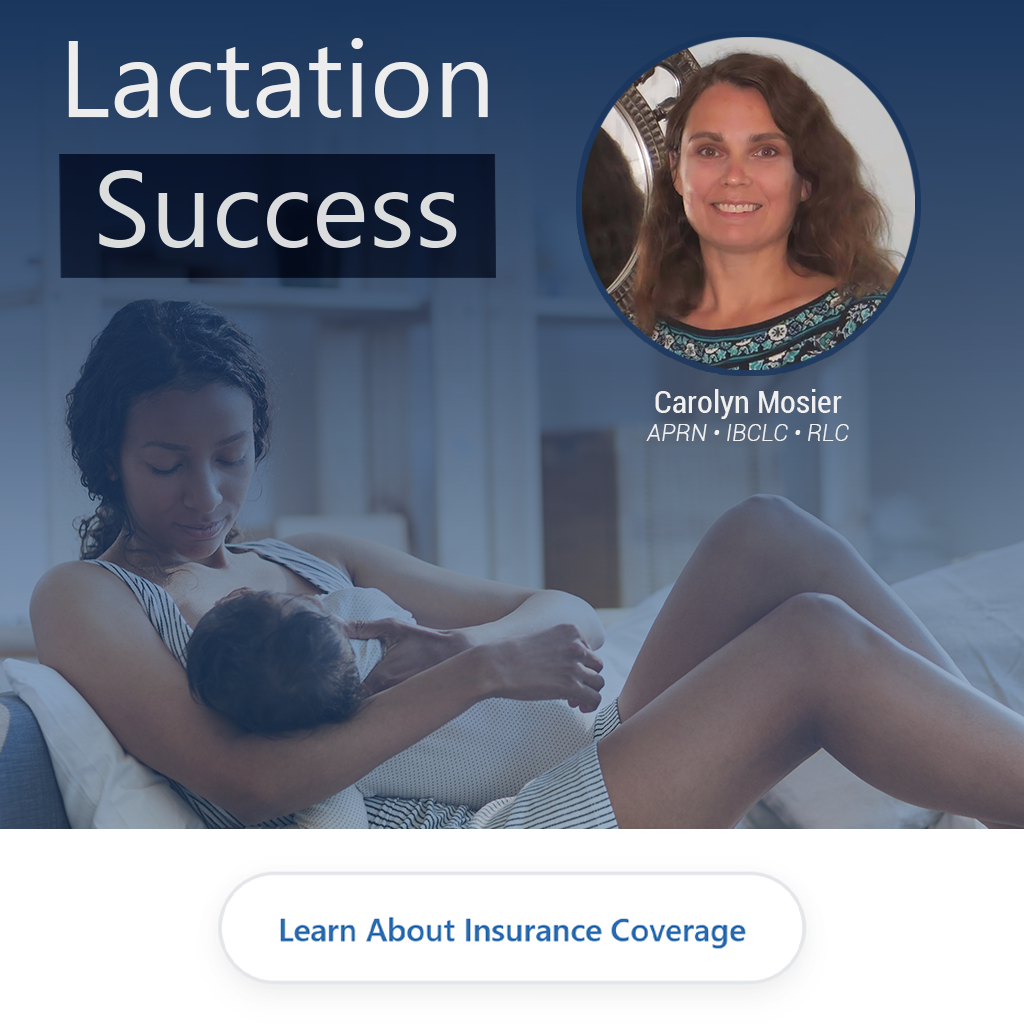 Lactation
Success
Carolyn Mosier
APRN • IBCLC • RLC
Learn About Insurance Coverage